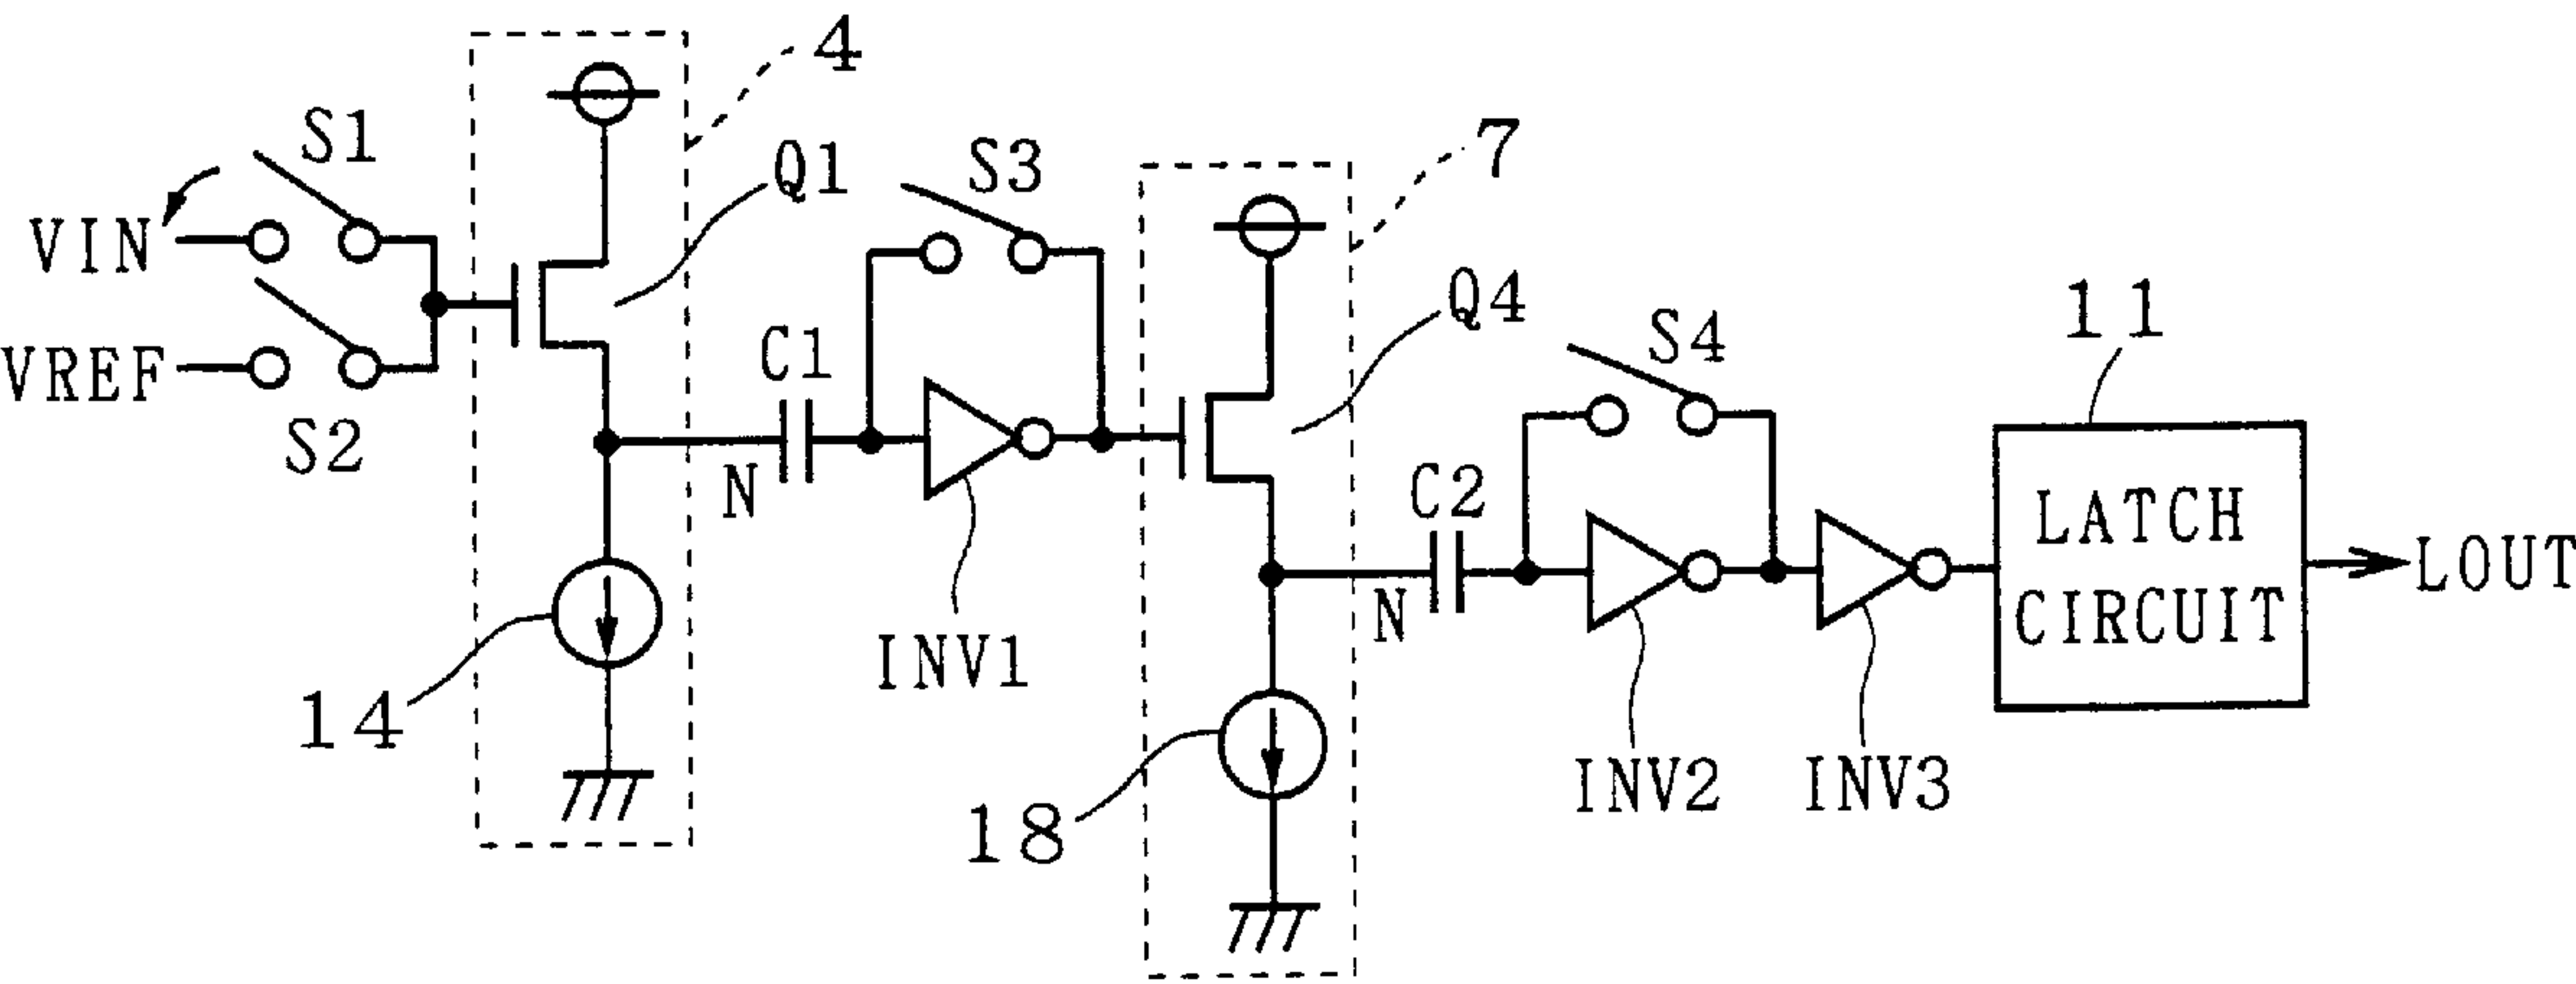 4
S1
Q1
S3
7
VIN
VREF
S2
C1
N
Q4
S4
11
C2
N
LATCH
CIRCUIT
LOUT
14
INV1
18
INV2
INV3